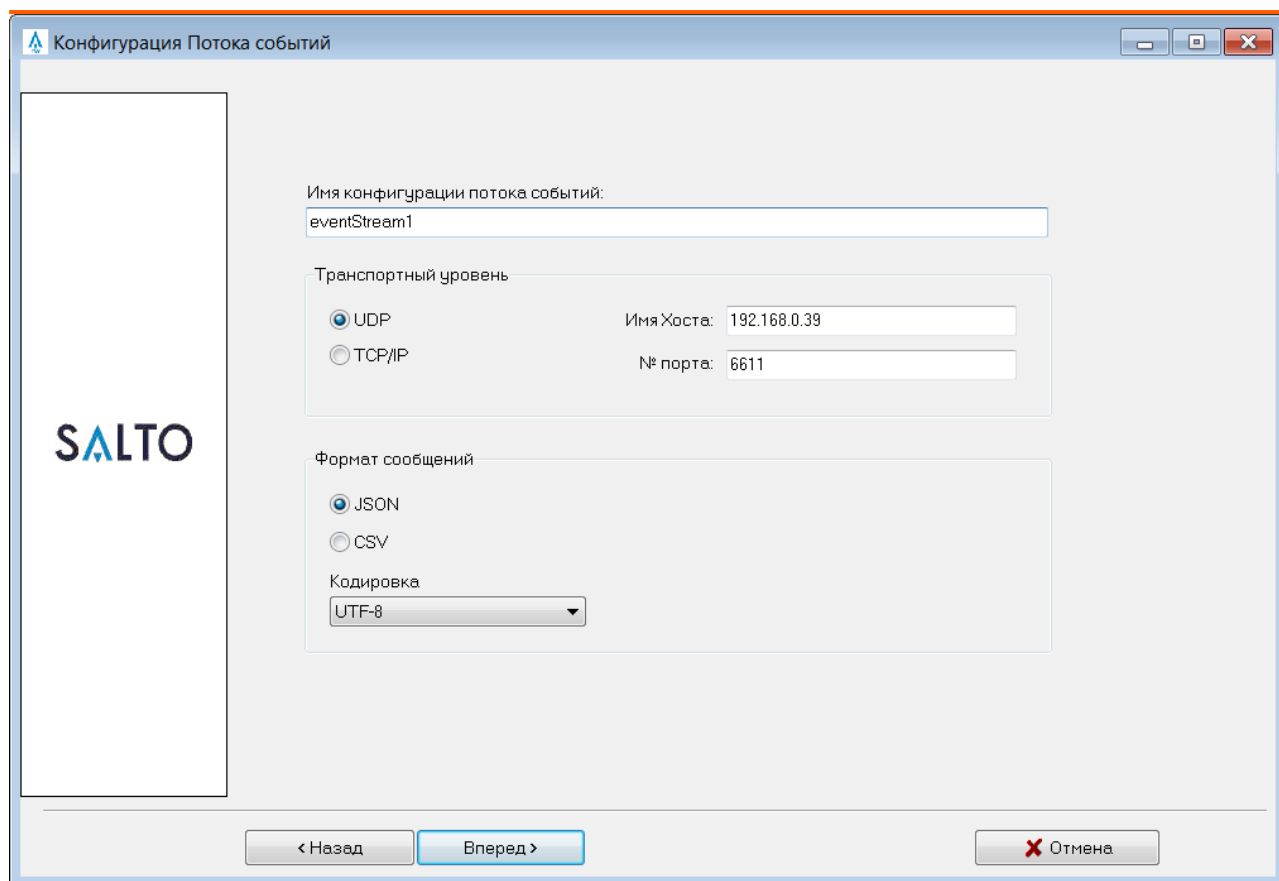 Конфигурация Потока событий
Имя конфигурации потока событий:
eventStream1
Транспортный уровень
UDP
Имя Хоста: 192.168.0.39
TCP/IP
№ порта: 6611
SALTO
Формат сообщений
JSON
CSV
Кодировка
UTF-8
< Назад
Вперед >
Отмена